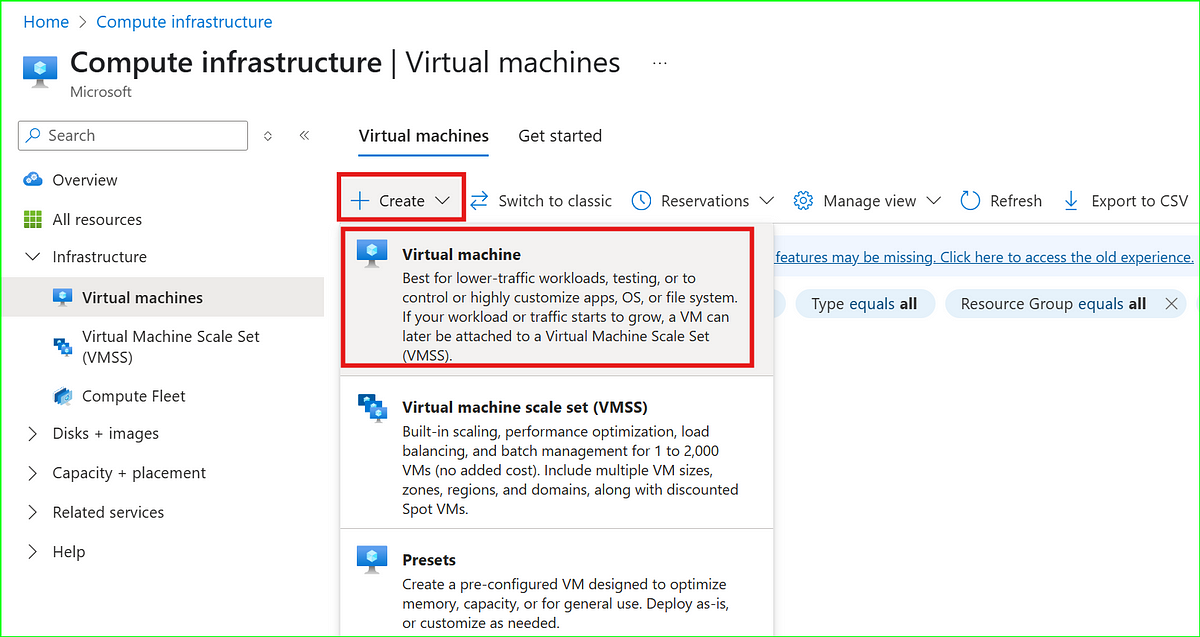 Home > Compute infrastructure
Compute infrastructure | Virtual machines ...
Microsoft
Search
Overview
All resources
Infrastructure
Virtual machines
Virtual Machine Scale Set
(VMSS)
Compute Fleet
Disks + images
Capacity + placement
Related services
Help
Virtual machines Get started
Create Switch to classic Reservations Manage view Refresh Export to CSV
features may be missing. Click here to access the old experience.
Type equals all Resource Group equals all
Virtual machine
Best for lower-traffic workloads, testing, or to
control or highly customize apps, OS, or file system.
If your workload or traffic starts to grow, a VM can
later be attached to a Virtual Machine Scale Set
(VMSS).
Virtual machine scale set (VMSS)
Built-in scaling, performance optimization, load
balancing, and batch management for 1 to 2,000
VMs (no added cost). Include multiple VM sizes,
zones, regions, and domains, along with discounted
Spot VMs.
Presets
Create a pre-configured VM designed to optimize
memory, capacity, or for general use. Deploy as-is,
or customize as needed.